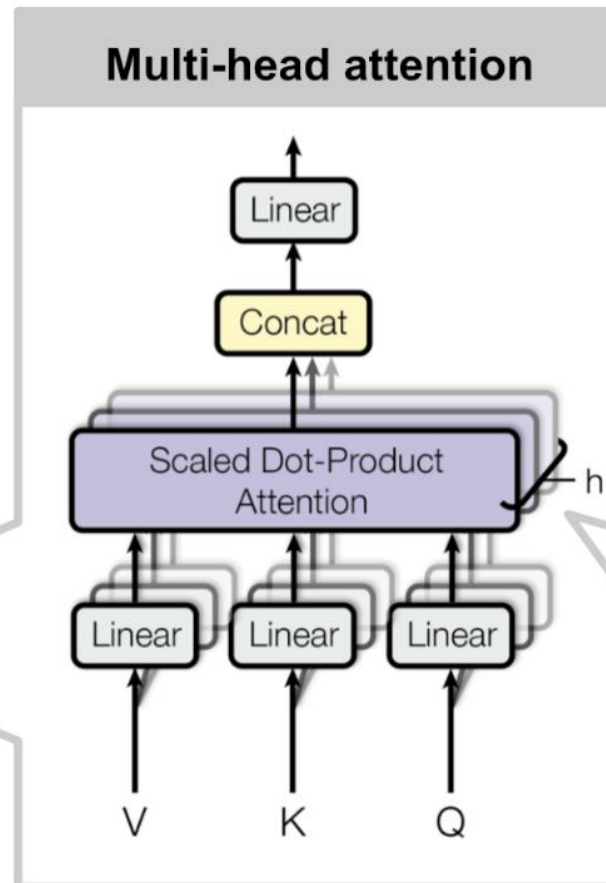 Multi-head attention
Linear
Concat
Scaled Dot-Product
Attention
h
Linear Linear Linear
V K Q